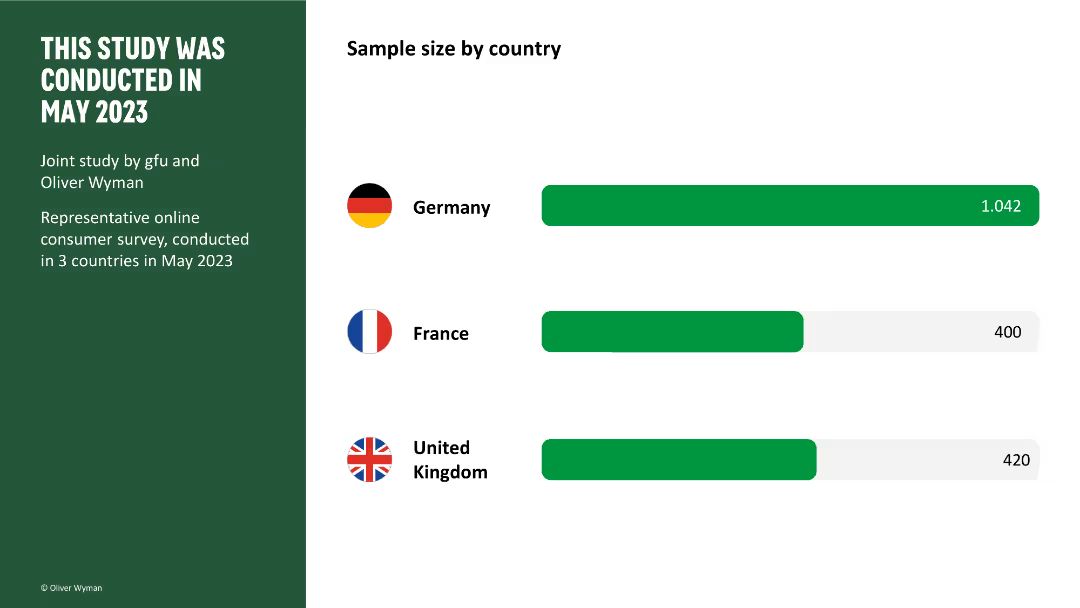 THIS STUDY WAS
CONDUCTED IN
MAY 2023
Joint study by gfu and
Oliver Wyman
Representative online
consumer survey, conducted
in 3 countries in May 2023
© Oliver Wyman
Sample size by country
Germany
1.042
France
400
United
Kingdom
420